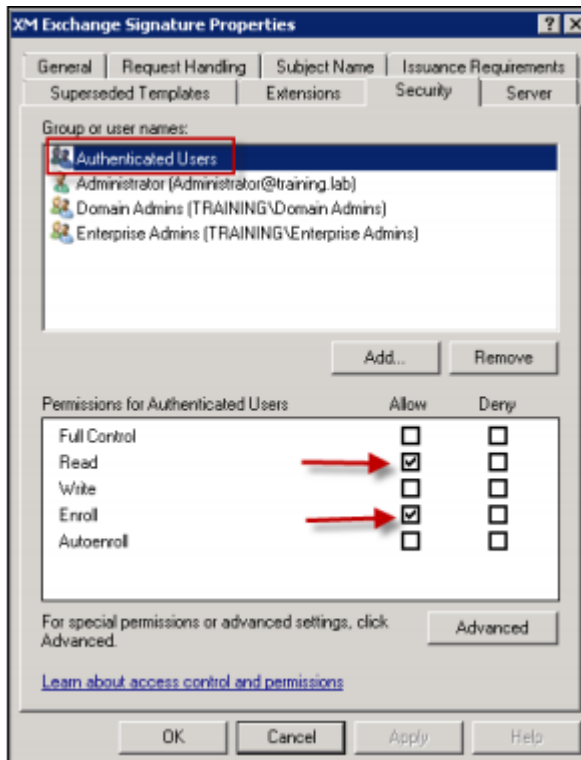 XM Exchange Signature Properties
General Request Handling Subject Name Issuance Requirements
Superseded Templates Extensions Security Server
Group or user names:
Authenticated Users
Administrator (Administrator@training.lab)
Domain Admins (TRAINING\Domain Admins)
Enterprise Admins (TRAINING\Enterprise Admins)
Add... Remove
Permissions for Authenticated Users Allow Deny
Full Control
Read
Write
Enroll
Autoenroll
For special permissions or advanced settings, click
Advanced.
Advanced
Learn about access control and permissions
OK Cancel Apply Help